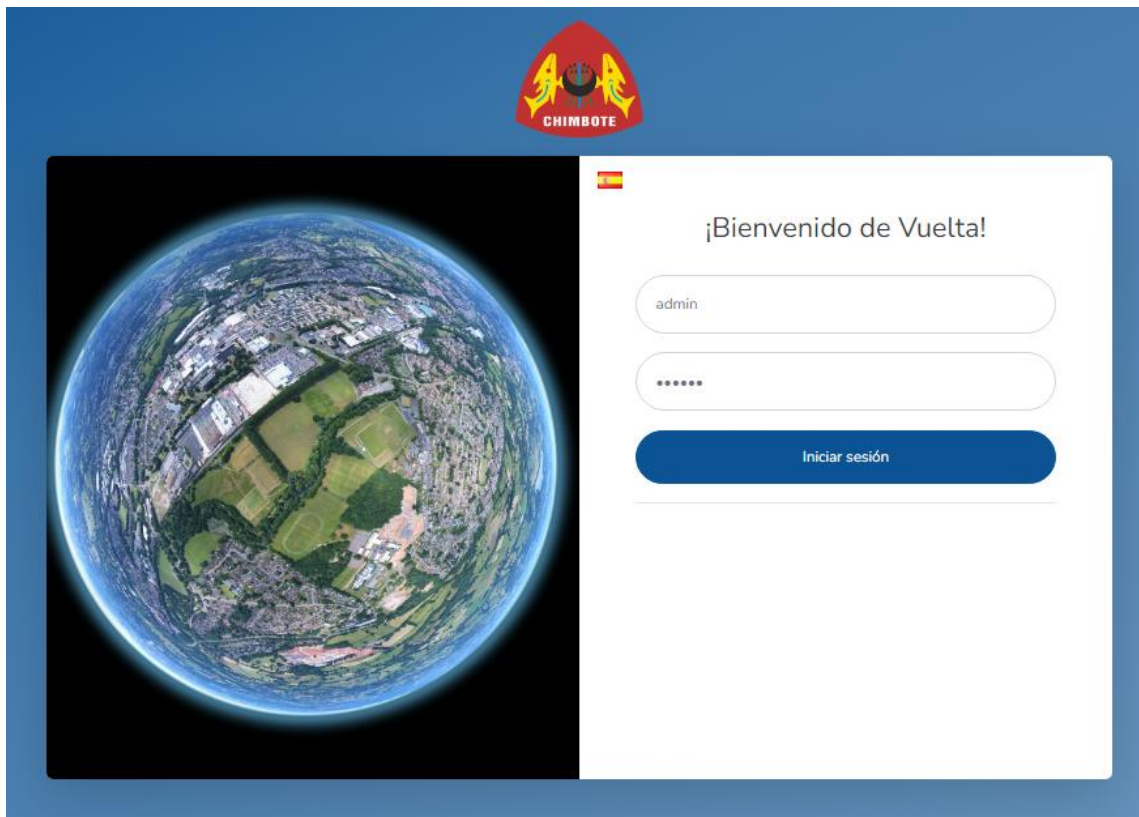 CHIMBOTE
¡Bienvenido de Vuelta!
admin
••••••
Iniciar sesión